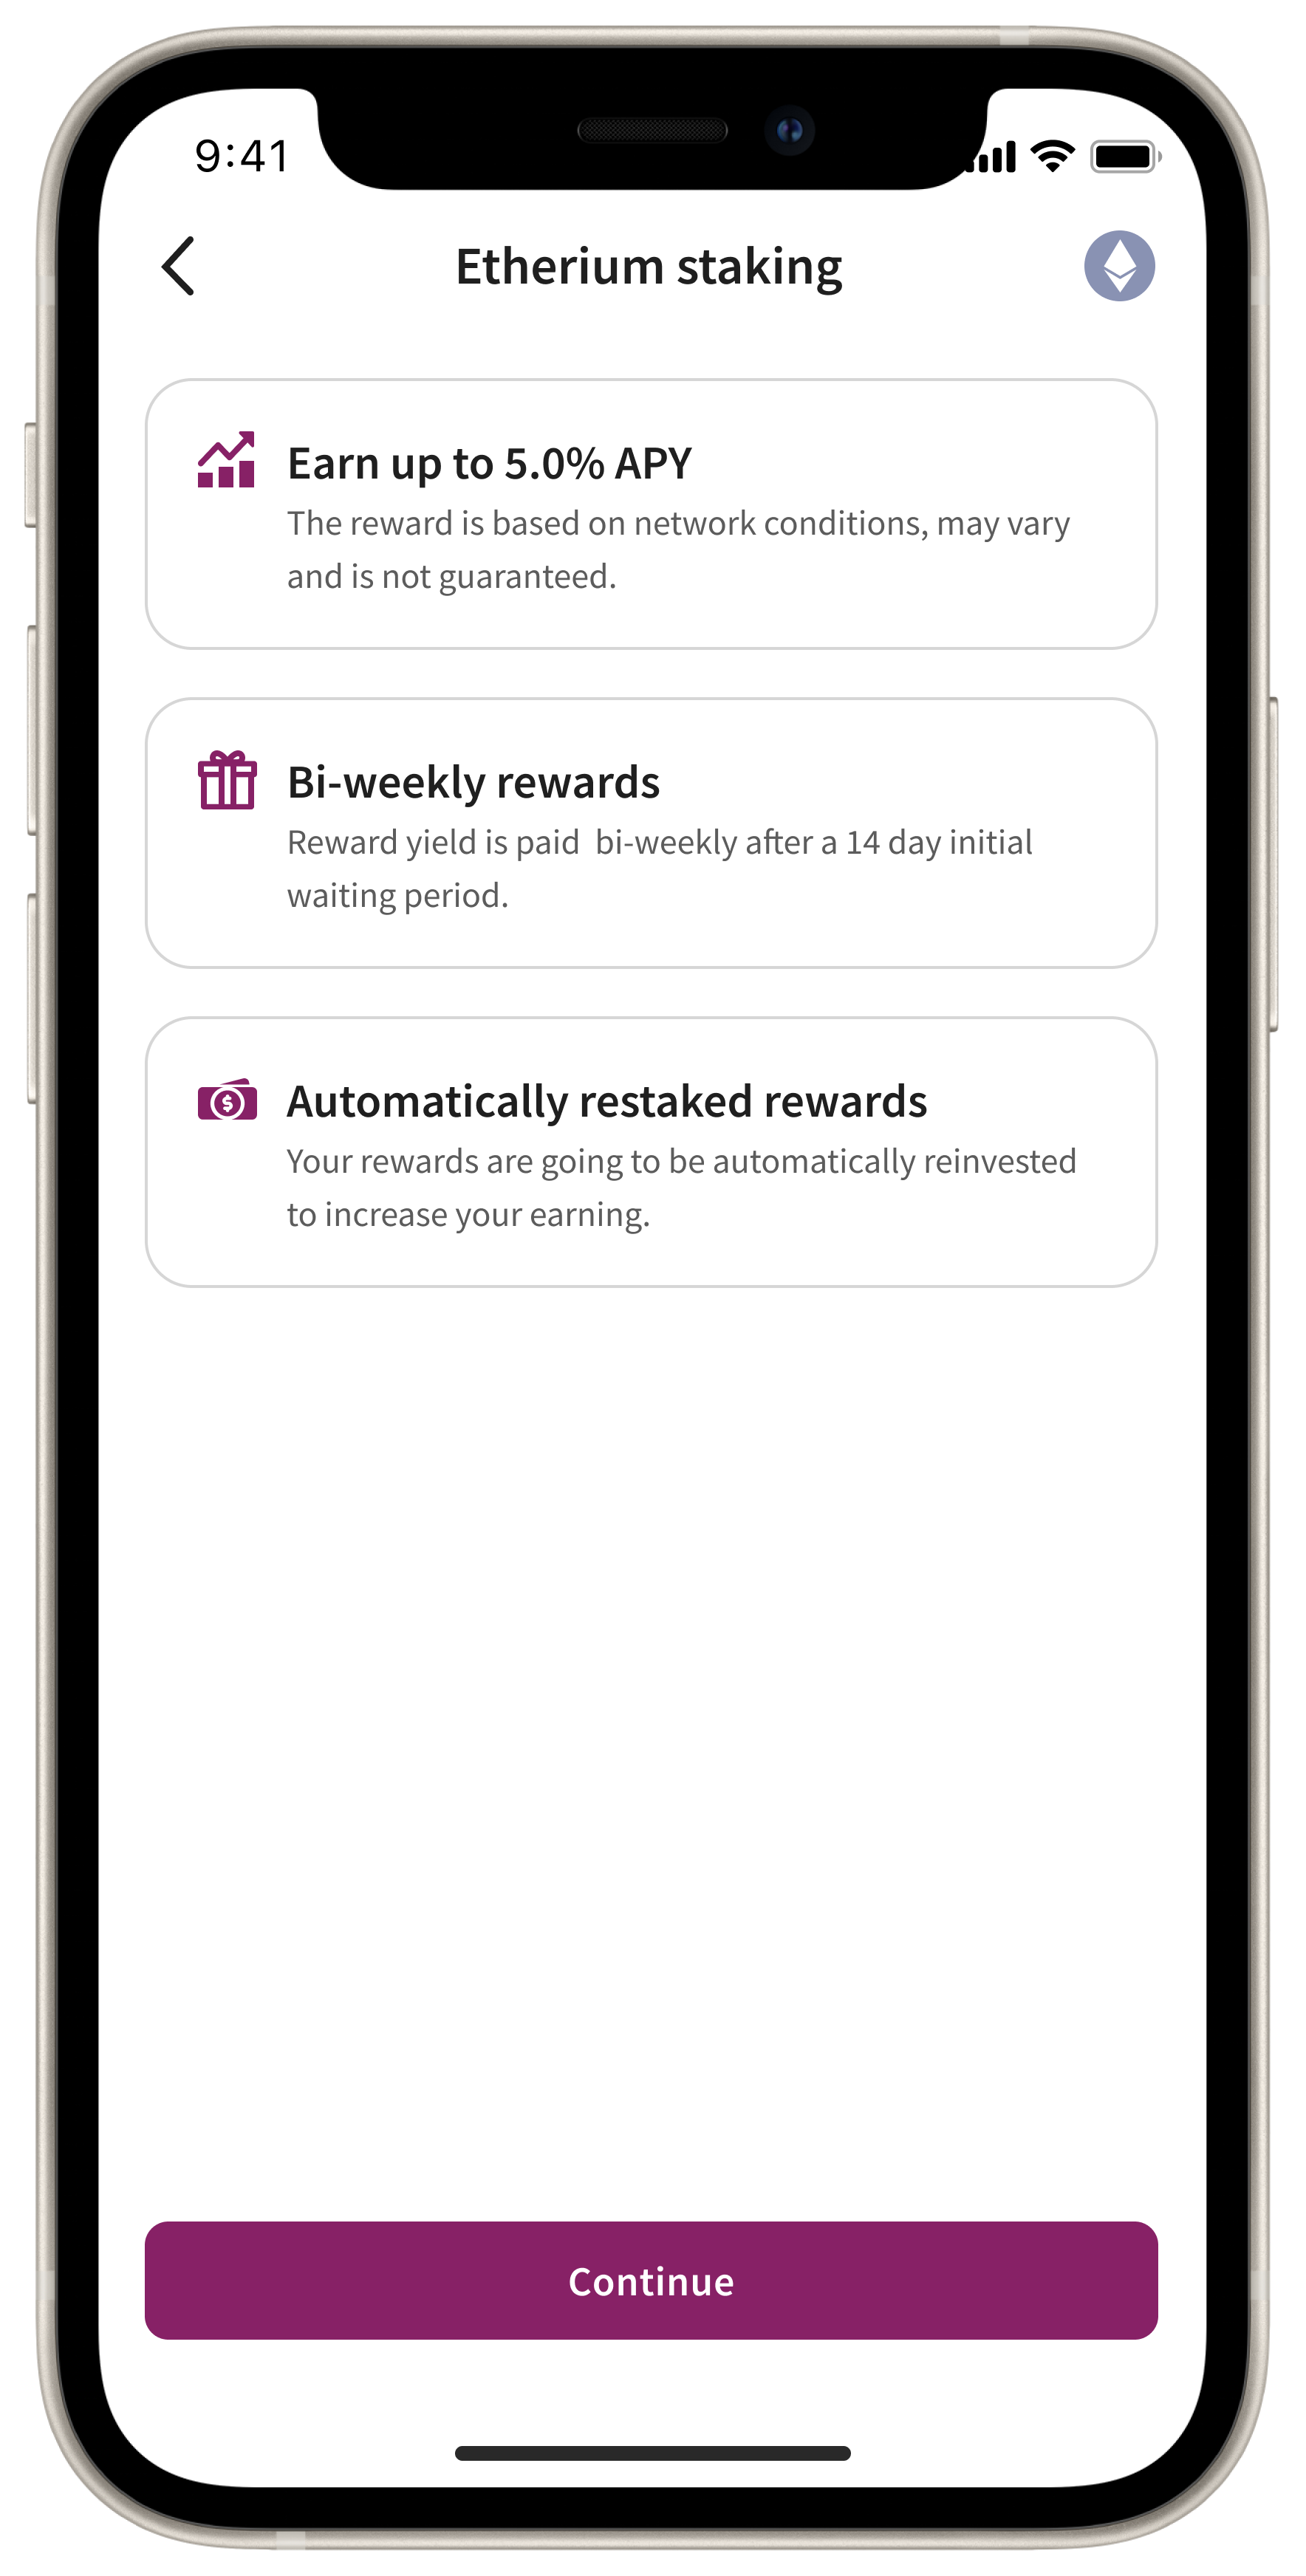 9:41
Etherium staking
Earn up to 5.0% APY
The reward is based on network conditions, may vary
and is not guaranteed.
Bi-weekly rewards
Reward yield is paid  bi-weekly after a 14 day initial
waiting period.
Automatically restaked rewards
Your rewards are going to be automatically reinvested
to increase your earning.
Continue